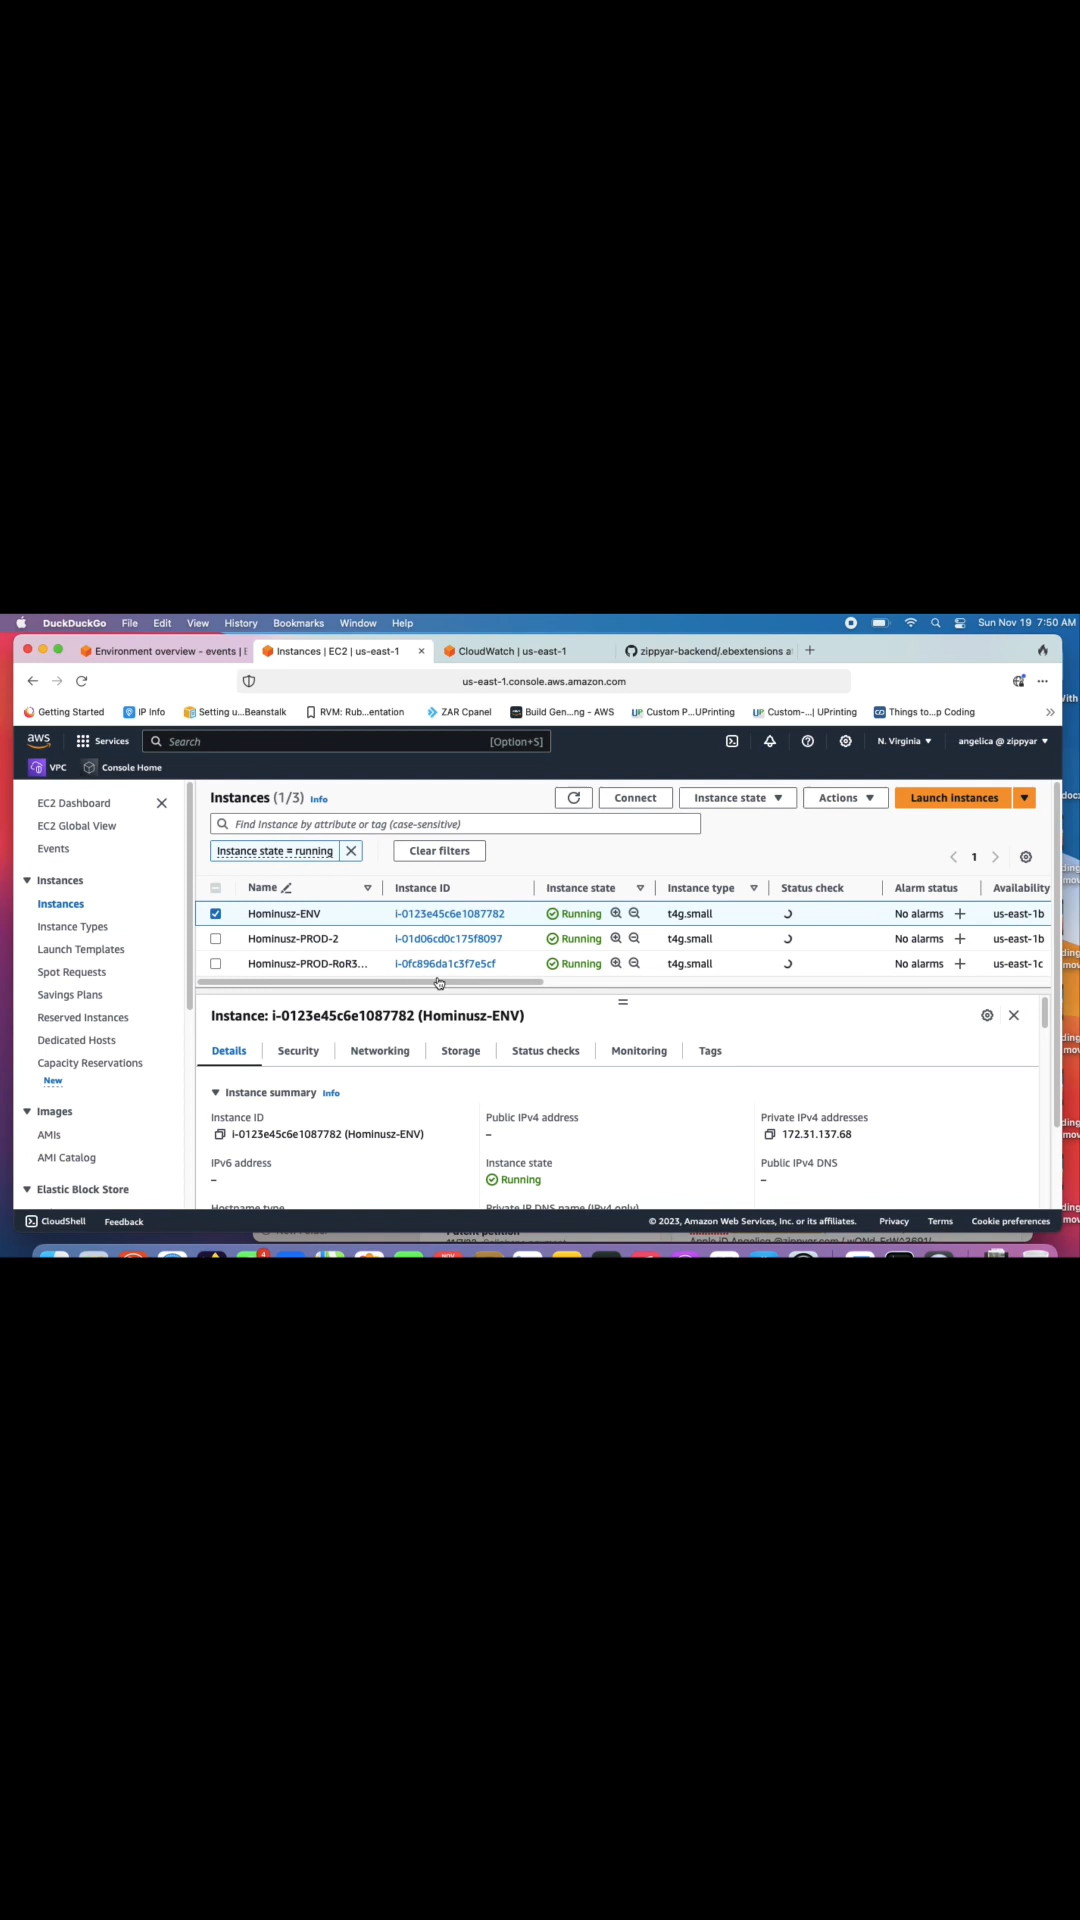 DuckDuckGo File Edit View History Bookmarks Window Help Sun Nov 19 7:50 AM
Environment overview - events | E Instances | EC2 | us-east-1 CloudWatch | us-east-1 zippyar-backend/.ebextensions a
us-east-1.console.aws.amazon.com
Getting Started IP Info Setting u...Beanstalk RVM: Rub...entation ZAR Cpanel Build Gen...ng - AWS Custom P...UPrinting Custom-...| UPrinting Things to...p Coding
aws Services Search [Option+S] N. Virginia angelica @ zippyar
VPC Console Home
EC2 Dashboard
EC2 Global View
Events
Instances
Instances
Instance Types
Launch Templates
Spot Requests
Savings Plans
Reserved Instances
Dedicated Hosts
Capacity Reservations
New
Images
AMIs
AMI Catalog
Elastic Block Store
Instances (1/3) Info Connect Instance state Actions Launch instances
Find Instance by attribute or tag (case-sensitive)
Instance state = running Clear filters
1
Name Instance ID Instance state Instance type Status check Alarm status Availability
Hominusz-ENV i-0123e45c6e1087782 Running t4g.small No alarms us-east-1b
Hominusz-PROD-2 i-01d06cd0c175f8097 Running t4g.small No alarms us-east-1b
Hominusz-PROD-RoR3... i-0fc896da1c3f7e5cf Running t4g.small No alarms us-east-1c
Instance: i-0123e45c6e1087782 (Hominusz-ENV)
Details Security Networking Storage Status checks Monitoring Tags
Instance summary Info
Instance ID
i-0123e45c6e1087782 (Hominusz-ENV)
Public IPv4 address
–
Private IPv4 addresses
172.31.137.68
IPv6 address
–
Instance state
Running
Public IPv4 DNS
–
Hostname type
Private IP DNS name (IPv4 only)
CloudShell Feedback © 2023, Amazon Web Services, Inc. or its affiliates. Privacy Terms Cookie preferences